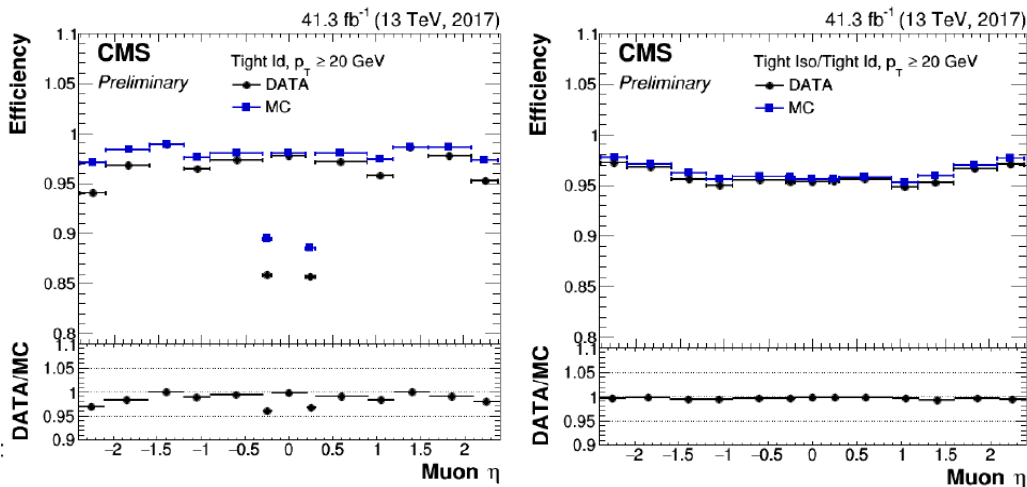 41.3 fb⁻¹ (13 TeV, 2017)
Efficiency
1.1
1.05
1
0.95
0.9
0.85
0.8
CMS
Preliminary
Tight Id, p_T ≥ 20 GeV
DATA
MC
DATA/MC
1.1
1.05
1
0.95
0.9
−2 −1.5 −1 −0.5 0 0.5 1 1.5 2
Muon η
41.3 fb⁻¹ (13 TeV, 2017)
Efficiency
1.1
1.05
1
0.95
0.9
0.85
0.8
CMS
Preliminary
Tight Iso/Tight Id, p_T ≥ 20 GeV
DATA
MC
DATA/MC
1.1
1.05
1
0.95
0.9
−2 −1.5 −1 −0.5 0 0.5 1 1.5 2
Muon η